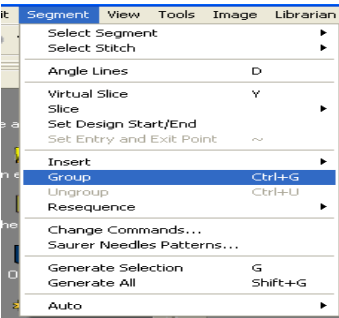 it Segment View Tools Image Librarian
Select Segment
Select Stitch
Angle Lines D
Virtual Slice Y
Slice
Set Design Start/End
Set Entry and Exit Point ~
Insert
Group Ctrl+G
Ungroup Ctrl+U
Resequence
Change Commands...
Saurer Needles Patterns...
Generate Selection G
Generate All Shift+G
Auto